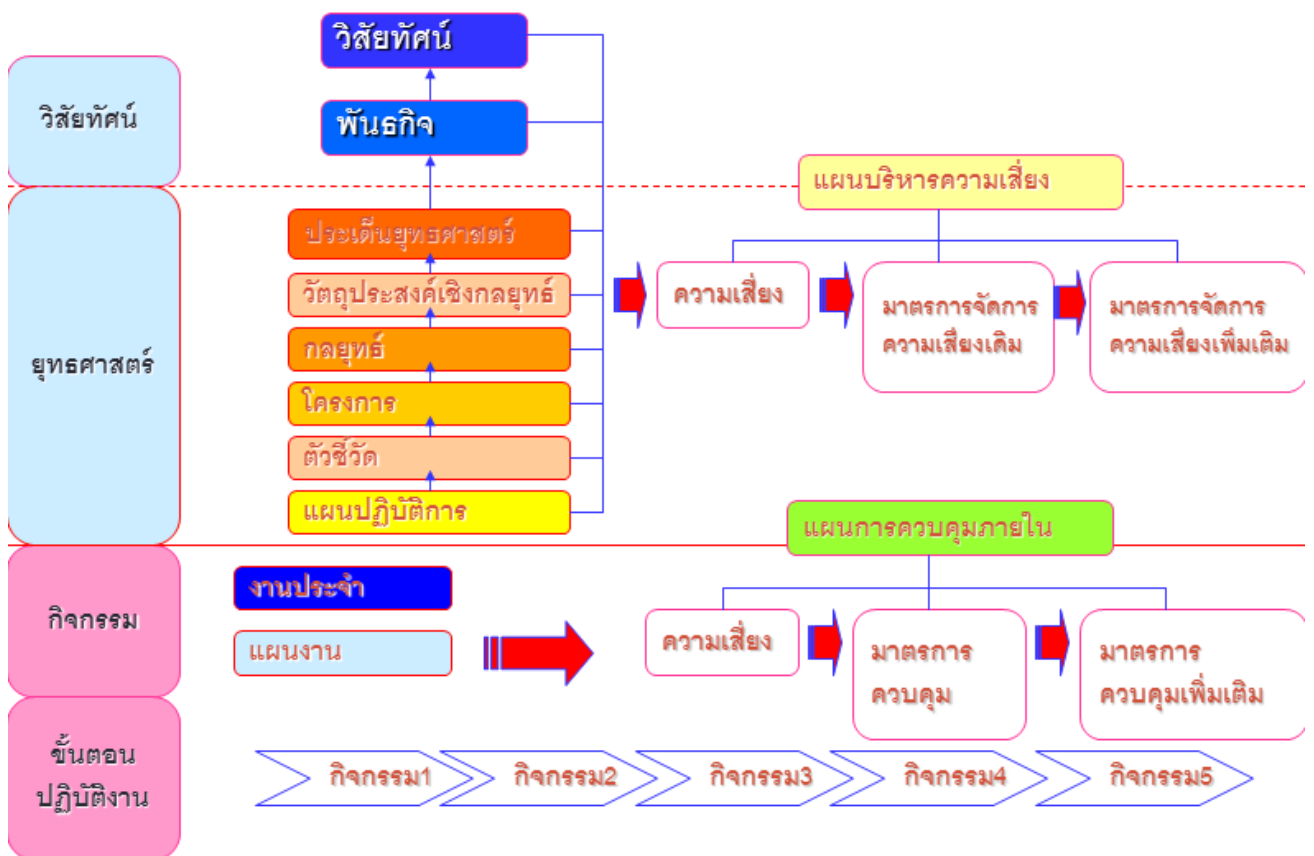 วิสัยทัศน์
วิสัยทัศน์
พันธกิจ
แผนบริหารความเสี่ยง
ยุทธศาสตร์
ประเด็นยุทธศาสตร์
วัตถุประสงค์เชิงกลยุทธ์
กลยุทธ์
โครงการ
ตัวชี้วัด
แผนปฏิบัติการ
ความเสี่ยง
มาตรการจัดการ
ความเสี่ยงเดิม
มาตรการจัดการ
ความเสี่ยงเพิ่มเติม
แผนการควบคุมภายใน
กิจกรรม
งานประจำ
แผนงาน
ความเสี่ยง
มาตรการ
ควบคุม
มาตรการ
ควบคุมเพิ่มเติม
ขั้นตอน
ปฏิบัติงาน
กิจกรรม1
กิจกรรม2
กิจกรรม3
กิจกรรม4
กิจกรรม5